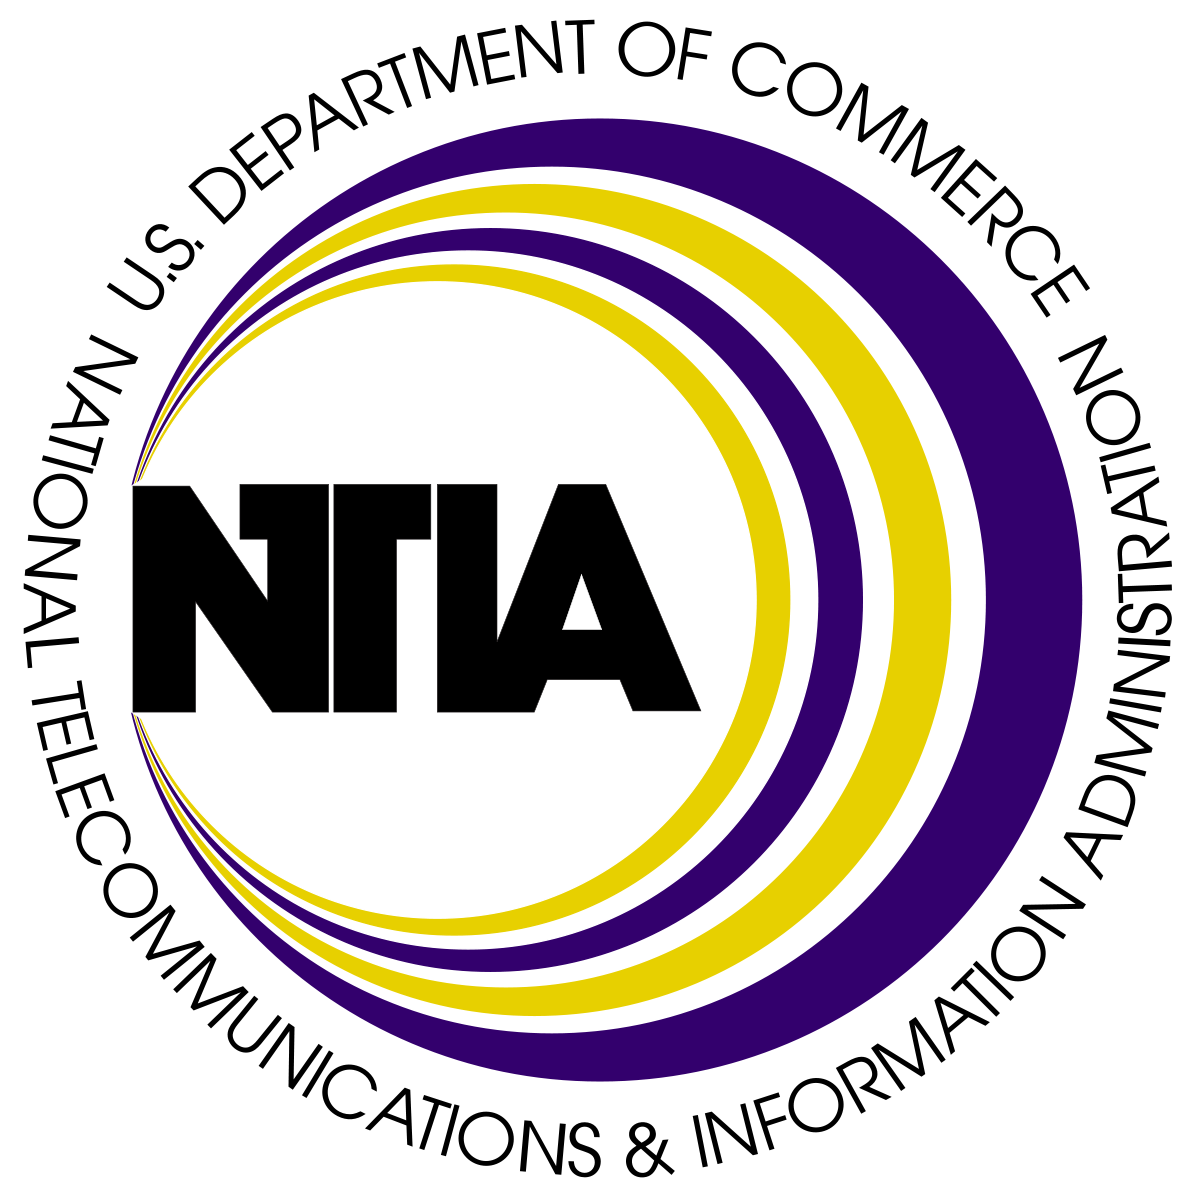 U.S. DEPARTMENT OF COMMERCE
NTIA
NATIONAL TELECOMMUNICATIONS & INFORMATION ADMINISTRATION